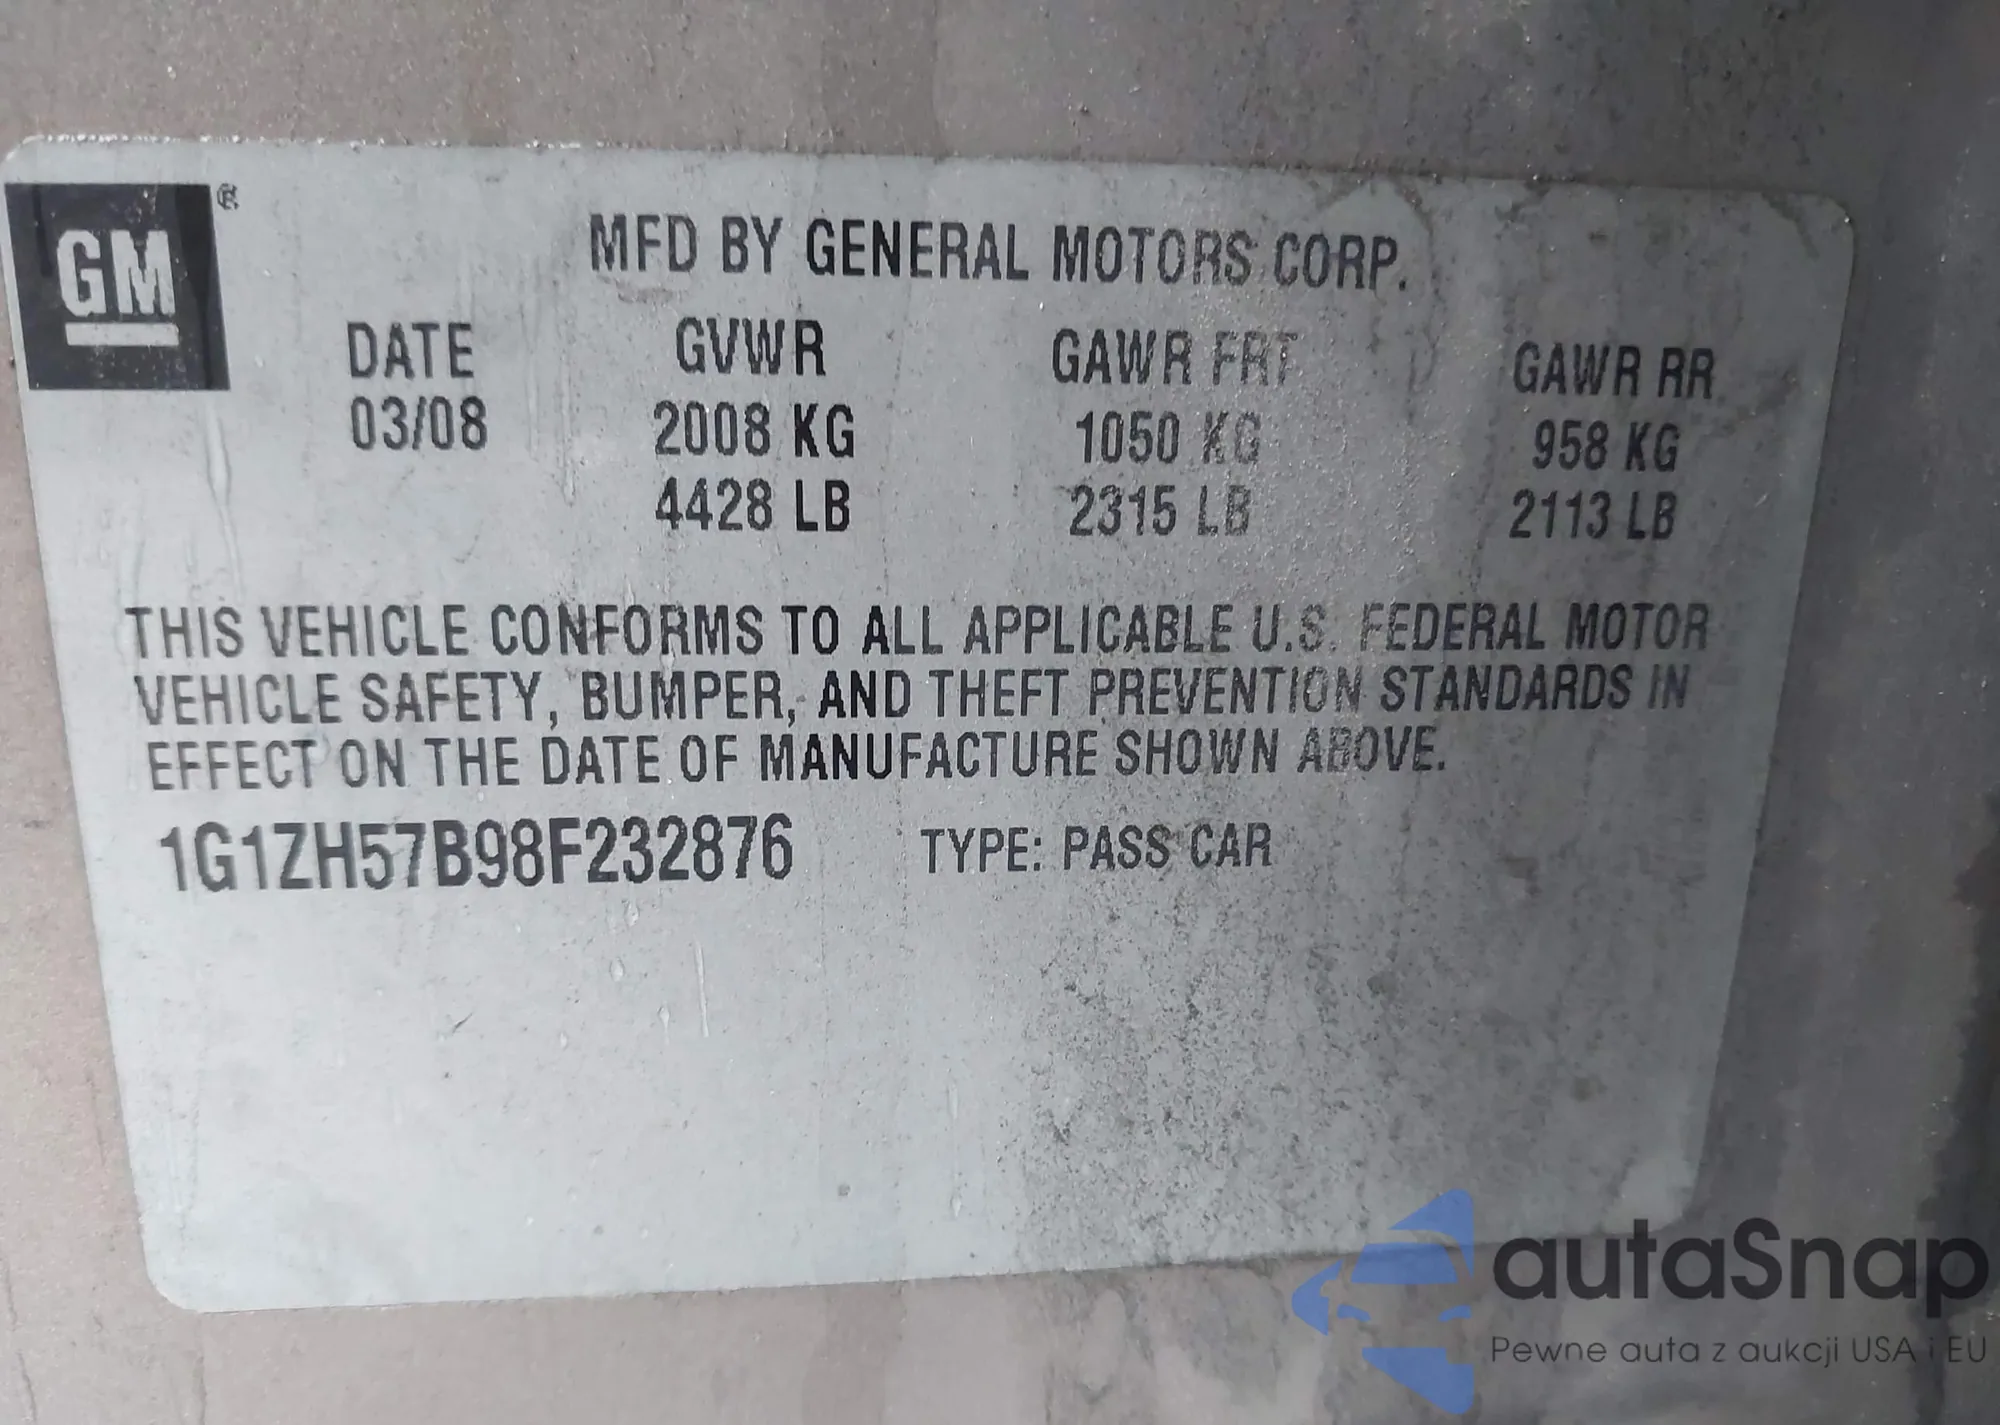 GM ®
MFD BY GENERAL MOTORS CORP.
DATE GVWR GAWR FRT GAWR RR
03/08 2008 KG 1050 KG 958 KG
4428 LB 2315 LB 2113 LB
THIS VEHICLE CONFORMS TO ALL APPLICABLE U.S. FEDERAL MOTOR
VEHICLE SAFETY, BUMPER, AND THEFT PREVENTION STANDARDS IN
EFFECT ON THE DATE OF MANUFACTURE SHOWN ABOVE.
1G1ZH57B98F232876 TYPE: PASS CAR
autaSnap
Pewne auta z aukcji USA i EU